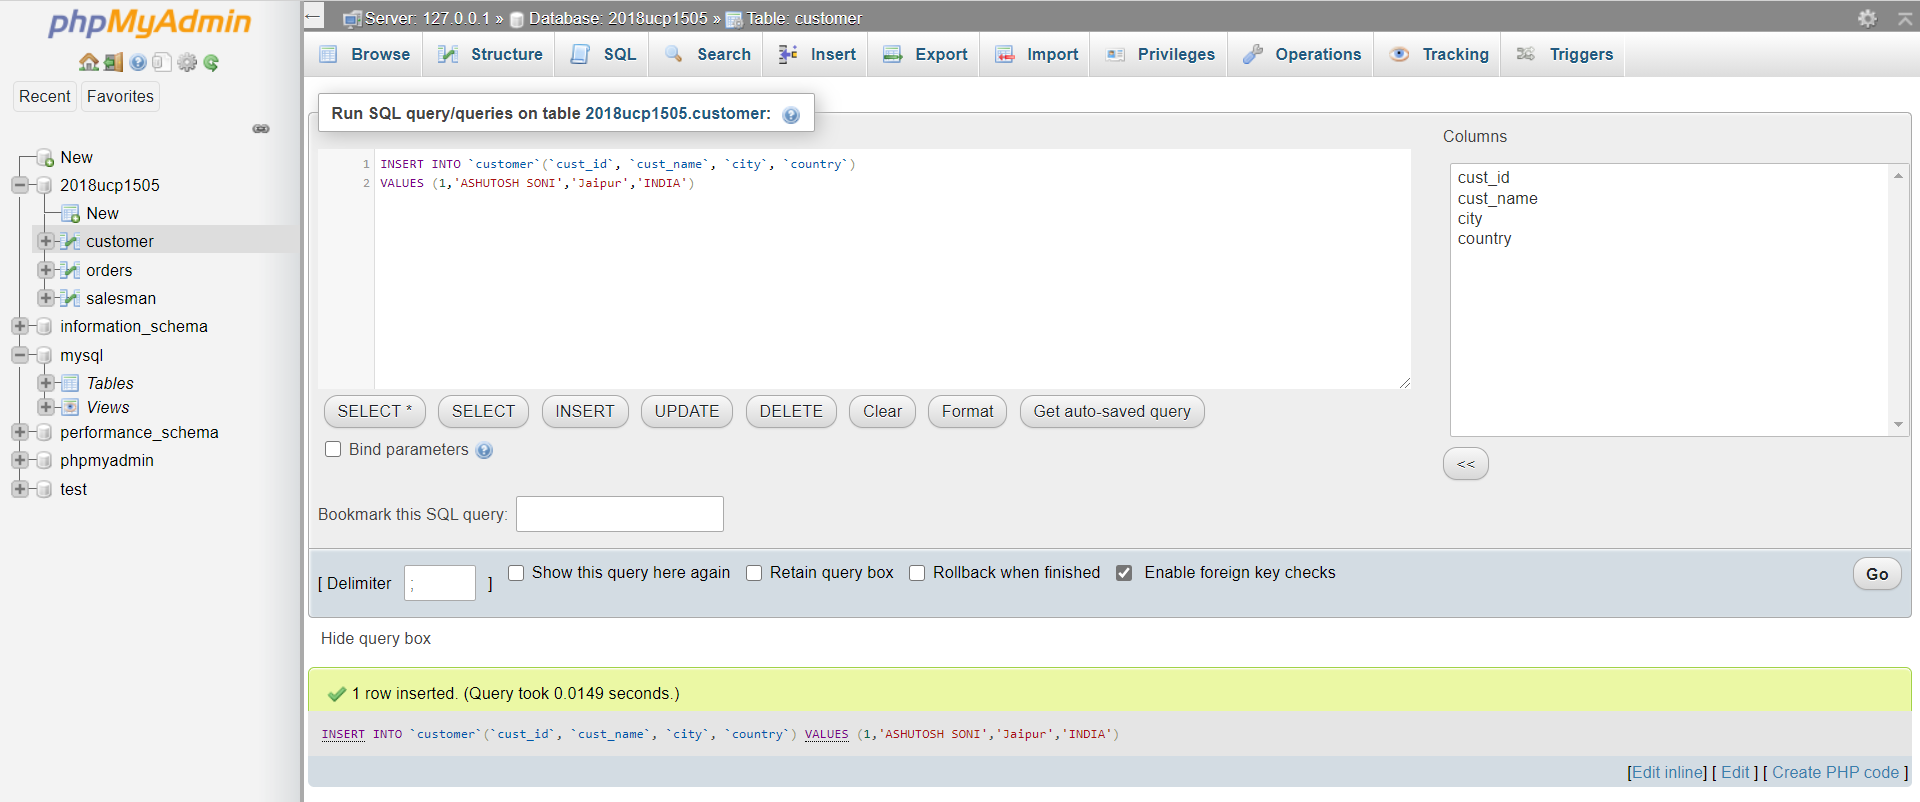 phpMyAdmin
Recent
Favorites
New
2018ucp1505
New
customer
orders
salesman
information_schema
mysql
Tables
Views
performance_schema
phpmyadmin
test
← Server: 127.0.0.1 » Database: 2018ucp1505 » Table: customer
Browse Structure SQL Search Insert Export Import Privileges Operations Tracking Triggers
Run SQL query/queries on table 2018ucp1505.customer:
1 INSERT INTO `customer`(`cust_id`, `cust_name`, `city`, `country`)
2 VALUES (1,'ASHUTOSH SONI','Jaipur','INDIA')
Columns
cust_id
cust_name
city
country
SELECT * SELECT INSERT UPDATE DELETE Clear Format Get auto-saved query
<<
Bind parameters
Bookmark this SQL query:
[ Delimiter ; ] Show this query here again Retain query box Rollback when finished Enable foreign key checks Go
Hide query box
1 row inserted. (Query took 0.0149 seconds.)
INSERT INTO `customer`(`cust_id`, `cust_name`, `city`, `country`) VALUES (1,'ASHUTOSH SONI','Jaipur','INDIA')
[Edit inline] [ Edit ] [ Create PHP code ]